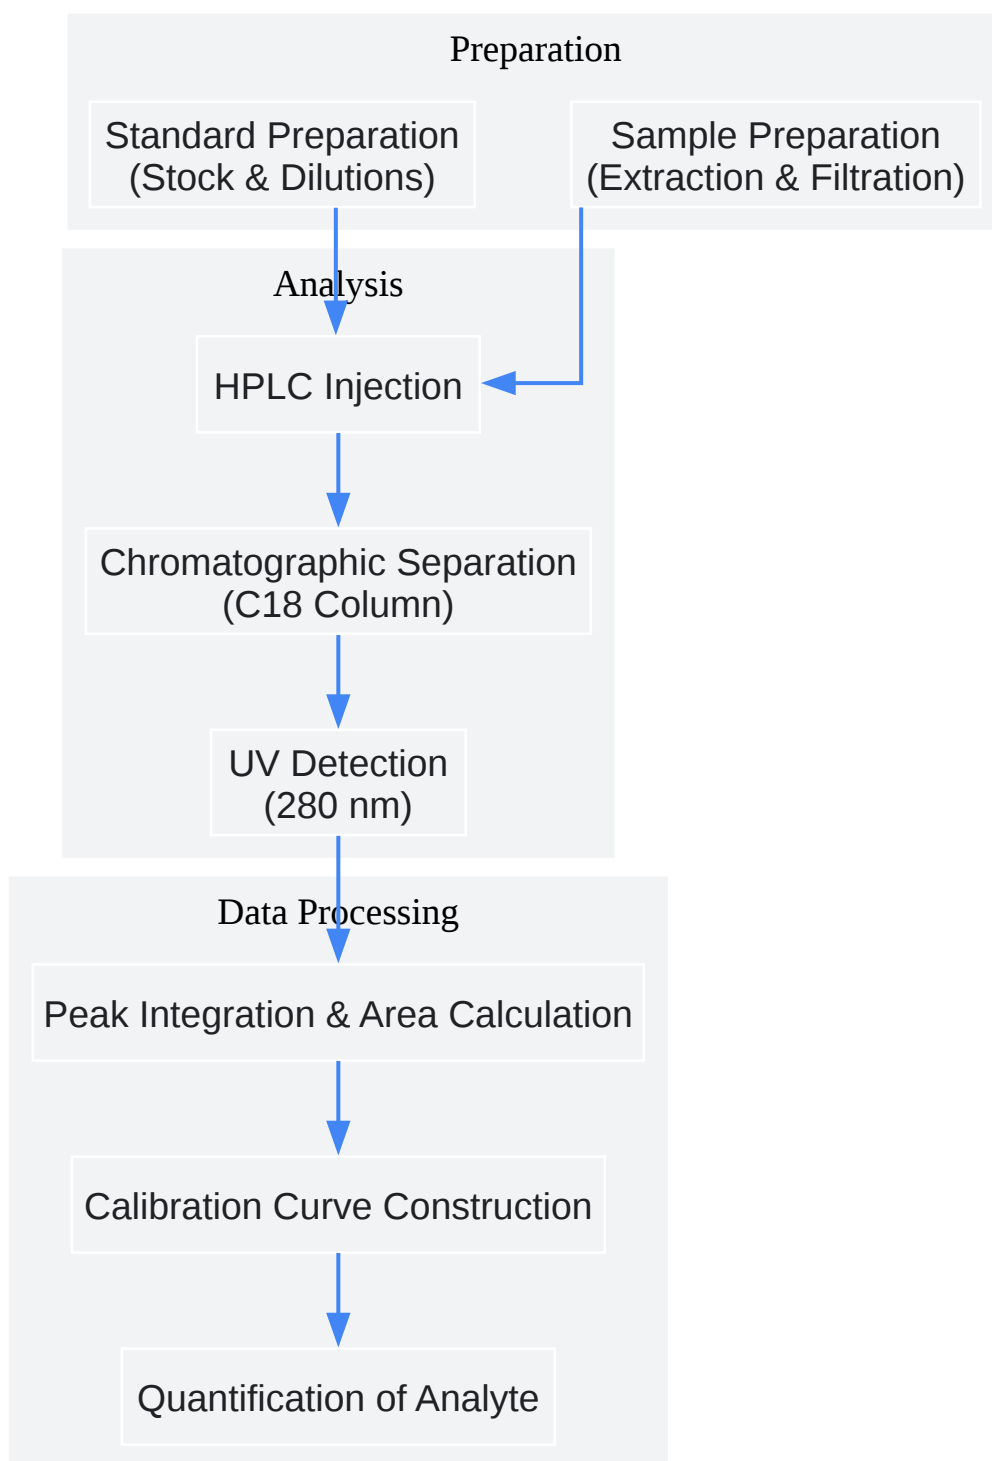 Preparation
Standard Preparation
(Stock & Dilutions)
Sample Preparation
(Extraction & Filtration)
Analysis
HPLC Injection
Chromatographic Separation
(C18 Column)
UV Detection
(280 nm)
Data Processing
Peak Integration & Area Calculation
Calibration Curve Construction
Quantification of Analyte